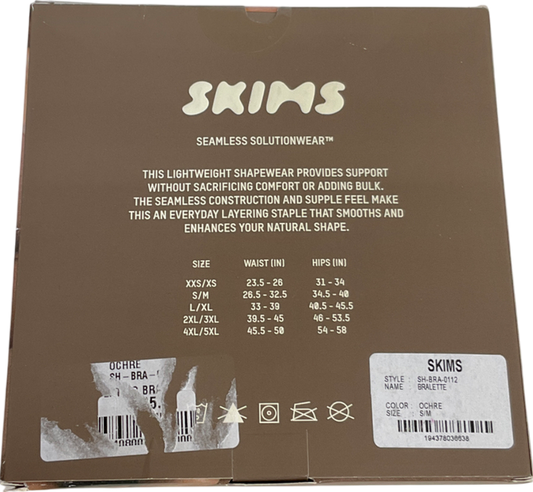 SKIMS
SEAMLESS SOLUTIONWEAR™
THIS LIGHTWEIGHT SHAPEWEAR PROVIDES SUPPORT
WITHOUT SACRIFICING COMFORT OR ADDING BULK.
THE SEAMLESS CONSTRUCTION AND SUPPLE FEEL MAKE
THIS AN EVERYDAY LAYERING STAPLE THAT SMOOTHS AND
ENHANCES YOUR NATURAL SHAPE.
SIZE WAIST (IN) HIPS (IN)
XXS/XS 23.5 - 26 31 - 34
S/M 26.5 - 32.5 34.5 - 40
L/XL 33 - 39 40.5 - 45.5
2XL/3XL 39.5 - 45 46 - 53.5
4XL/5XL 45.5 - 50 54 - 58
OCHRE
SH-BRA-
BR
5.
SKIMS
STYLE : SH-BRA-0112
NAME : BRALETTE
COLOR : OCHRE
SIZE : S/M
194378036638